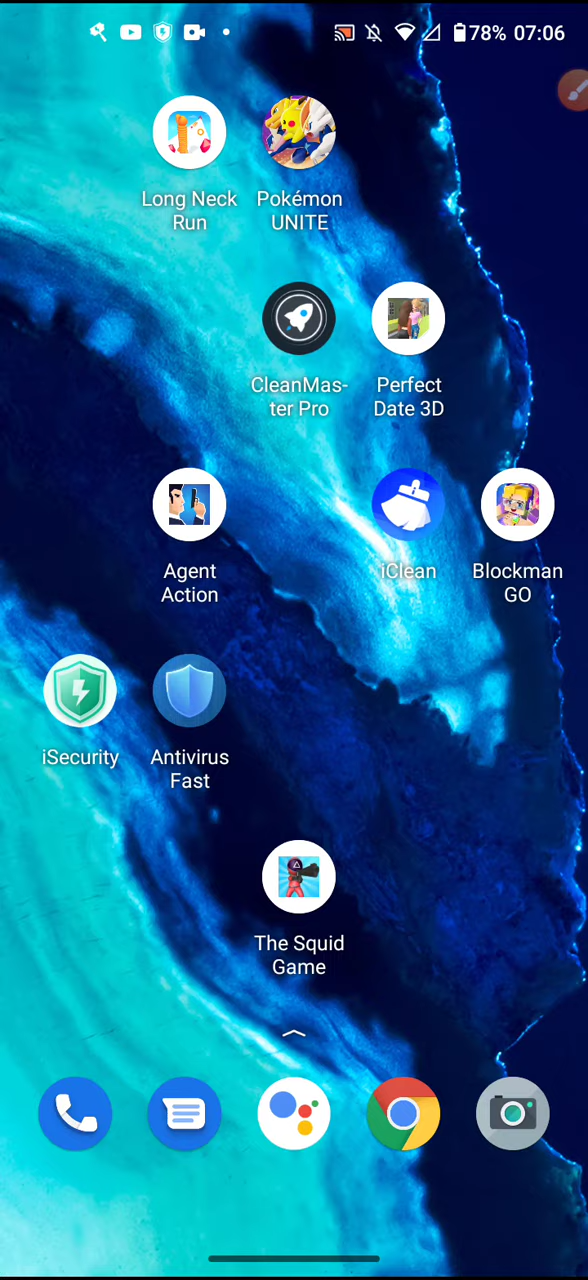 78% 07:06
Long Neck
Run
Pokémon
UNITE
CleanMas-
ter Pro
Perfect
Date 3D
Agent
Action
iClean
Blockman
GO
iSecurity
Antivirus
Fast
The Squid
Game